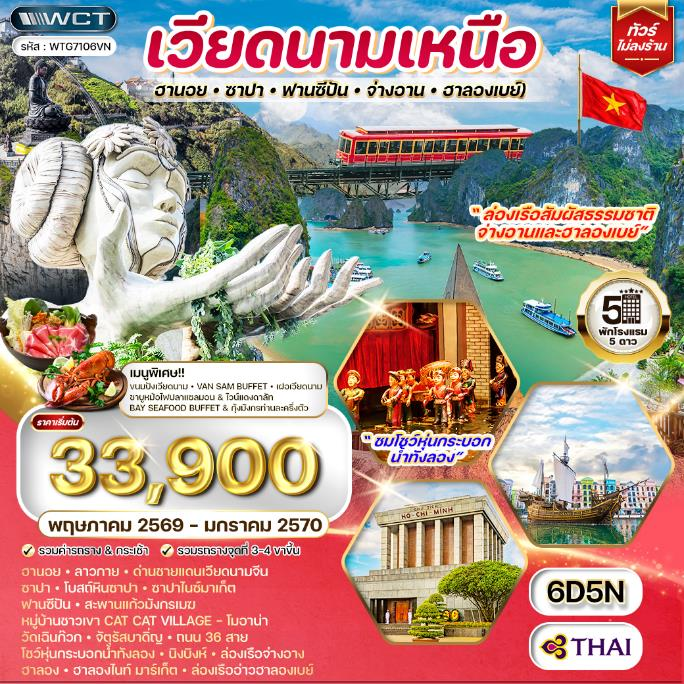 WCT
รหัส : WTG7106VN
เวียดนามเหนือ
ฮานอย • ซาปา • ฟานซีปัน • จ่างอาน • ฮาลองเบย์)
ทัวร์
ไม่ลงร้าน
"ล่องเรือสัมผัสธรรมชาติ
จ่างอานและฮาลองเบย์"
5
พักโรงแรม
5 ดาว
เมนูพิเศษ!!
ขนมปังเวียดนาม • VAN SAM BUFFET • เฝอเวียดนาม
ชาบูหม้อไฟปลาแซลมอน & ไวน์แดงดาลัท
BAY SEAFOOD BUFFET & กุ้งมังกรท่านละครึ่งตัว
ราคาเริ่มต้น
33,900
พฤษภาคม 2569 - มกราคม 2570
"ชมโชว์หุ่นกระบอก
น้ำทังลอง"
รวมค่ารถราง & กระเช้า รวมรถรางจุดที่ 3-4 ขาขึ้น
ฮานอย • ลาวกาย • ด่านชายแดนเวียดนามจีน
ซาปา • โบสถ์หินซาปา • ซาปาไนซ์มาเก็ต
ฟานซีปัน • สะพานแก้วมังกรเมฆ
หมู่บ้านชาวเขา CAT CAT VILLAGE - โมอาน่า
วัดเฉินก๊วก • จัตุรัสบาดิ่ญ • ถนน 36 สาย
โชว์หุ่นกระบอกน้ำทังลอง • นิงบิงห์ • ล่องเรือจ่างอาง
ฮาลอง • ฮาลองไนท์ มาร์เก็ต • ล่องเรืออ่าวฮาลองเบย์
HO-CHI-MINH
6D5N
THAI